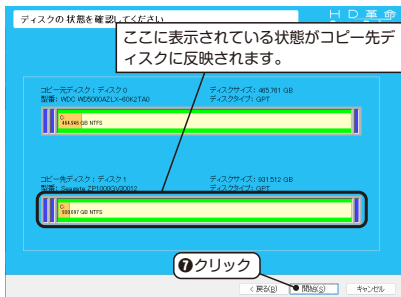 ディスクの状態を確認してください
HD革命
ここに表示されている状態がコピー先デ
ィスクに反映されます。
コピー元ディスク：ディスク0
ディスクサイズ：465.761 GB
型番：WDC WD5000AZLX-60K2TA0
ディスクタイプ：GPT
C:
464.946 GB NTFS
コピー先ディスク：ディスク1
ディスクサイズ：931.512 GB
型番：Seagate ZP1000GV30012
ディスクタイプ：GPT
C:
GB NTFS
❼クリック
< 戻る(B)
開始(S)
キャンセル